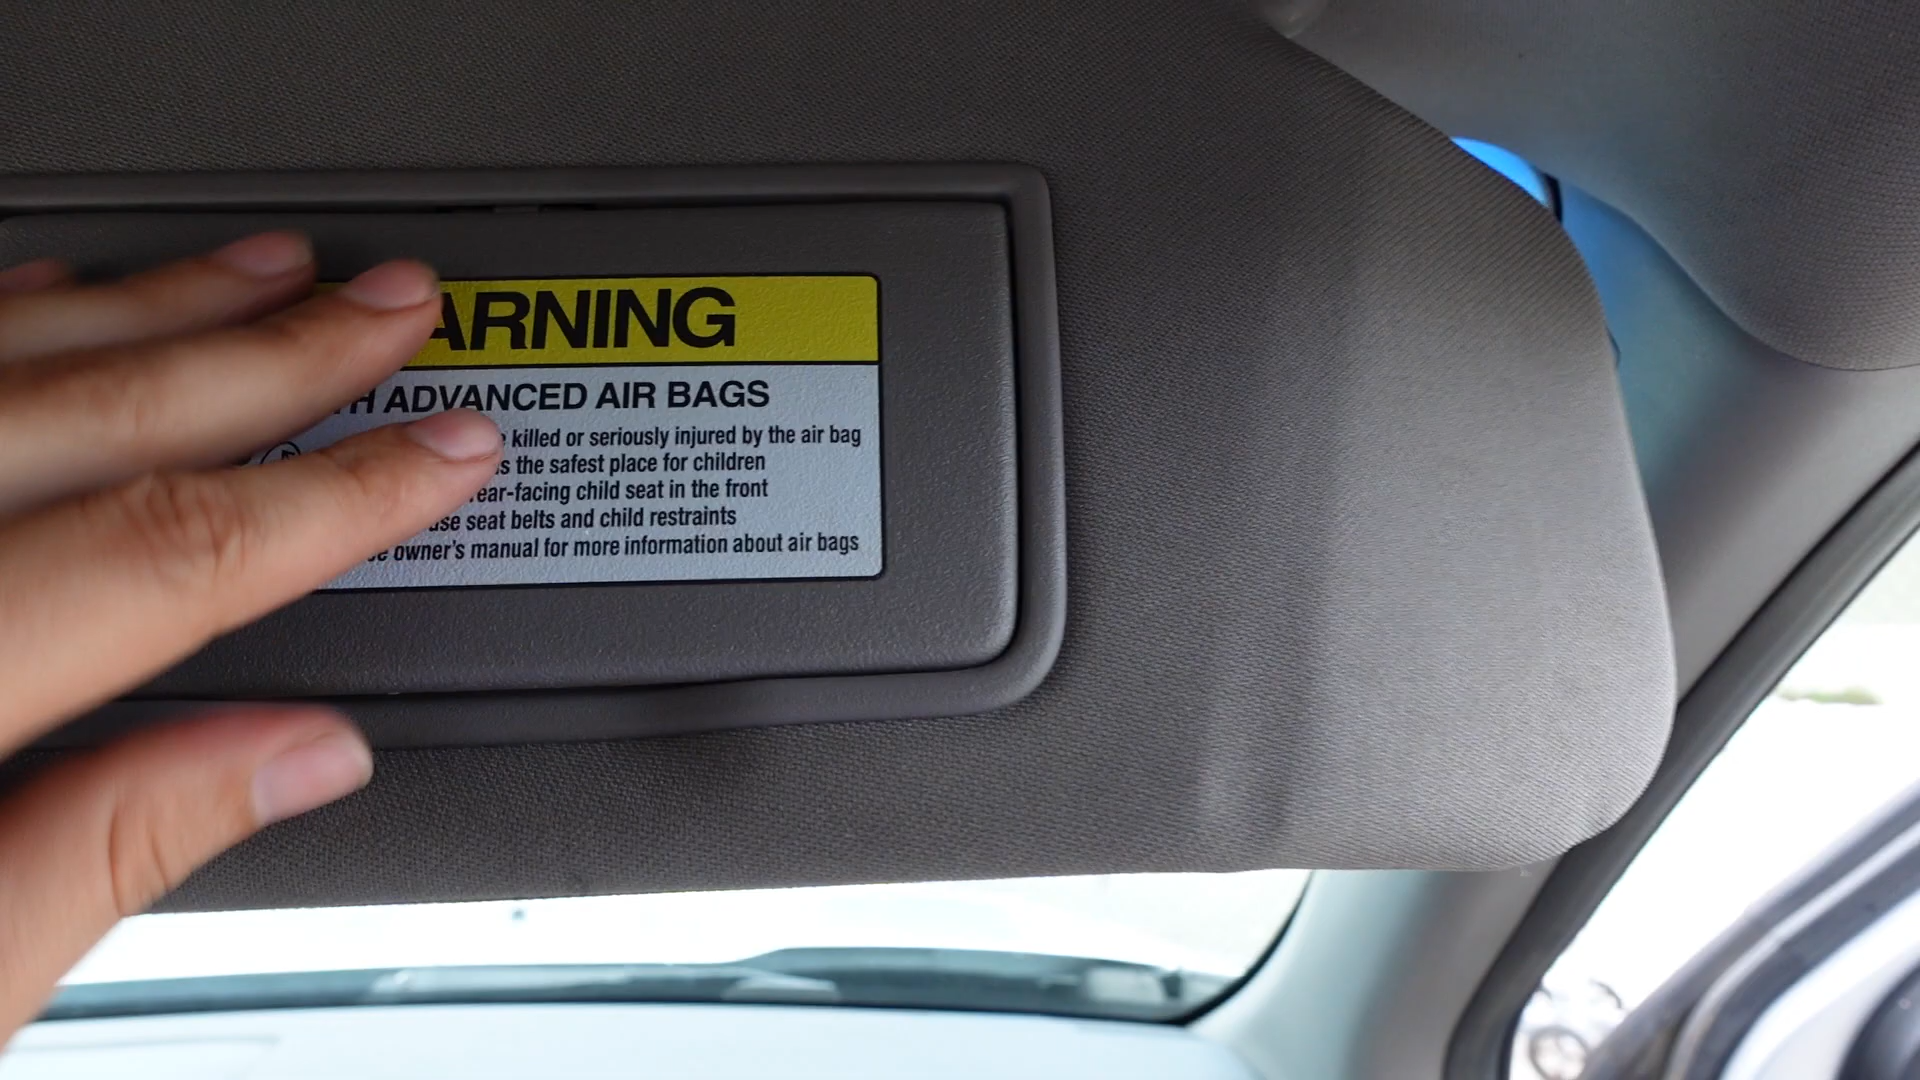 ARNING
ADVANCED AIR BAGS
killed or seriously injured by the air bag
the safest place for children
ear-facing child seat in the front
use seat belts and child restraints
owner's manual for more information about air bags